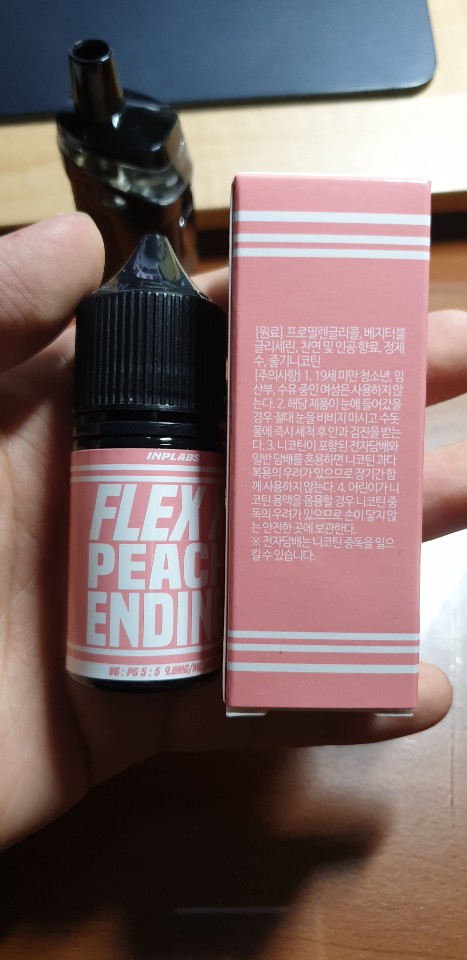 INPLABS
FLEX
PEACH
ENDING
VG : PG 5 : 5 9.8MG/ML
[원료] 프로필렌글리콜, 베지터블
글리세린, 천연 및 인공 향료, 정제
수, 줄기니코틴
[주의사항] 1. 19세 미만 청소년, 임
산부, 수유 중인 여성은 사용하지 않
는다. 2. 해당 제품이 눈에 들어갔을
경우 절대 눈을 비비지 마시고 수돗
물에 즉시 세척 후 안과 검진을 받는
다. 3. 니코틴이 포함된 전자담배와
일반 담배를 혼용하면 니코틴 과다
복용의 우려가 있으므로 장기간 함
께 사용하지 않는다. 4. 어린이가 니
코틴 용액을 음용할 경우 니코틴 중
독의 우려가 있으므로 손이 닿지 않
는 안전한 곳에 보관한다.
※ 전자담배는 니코틴 중독을 일으
킬 수 있습니다.